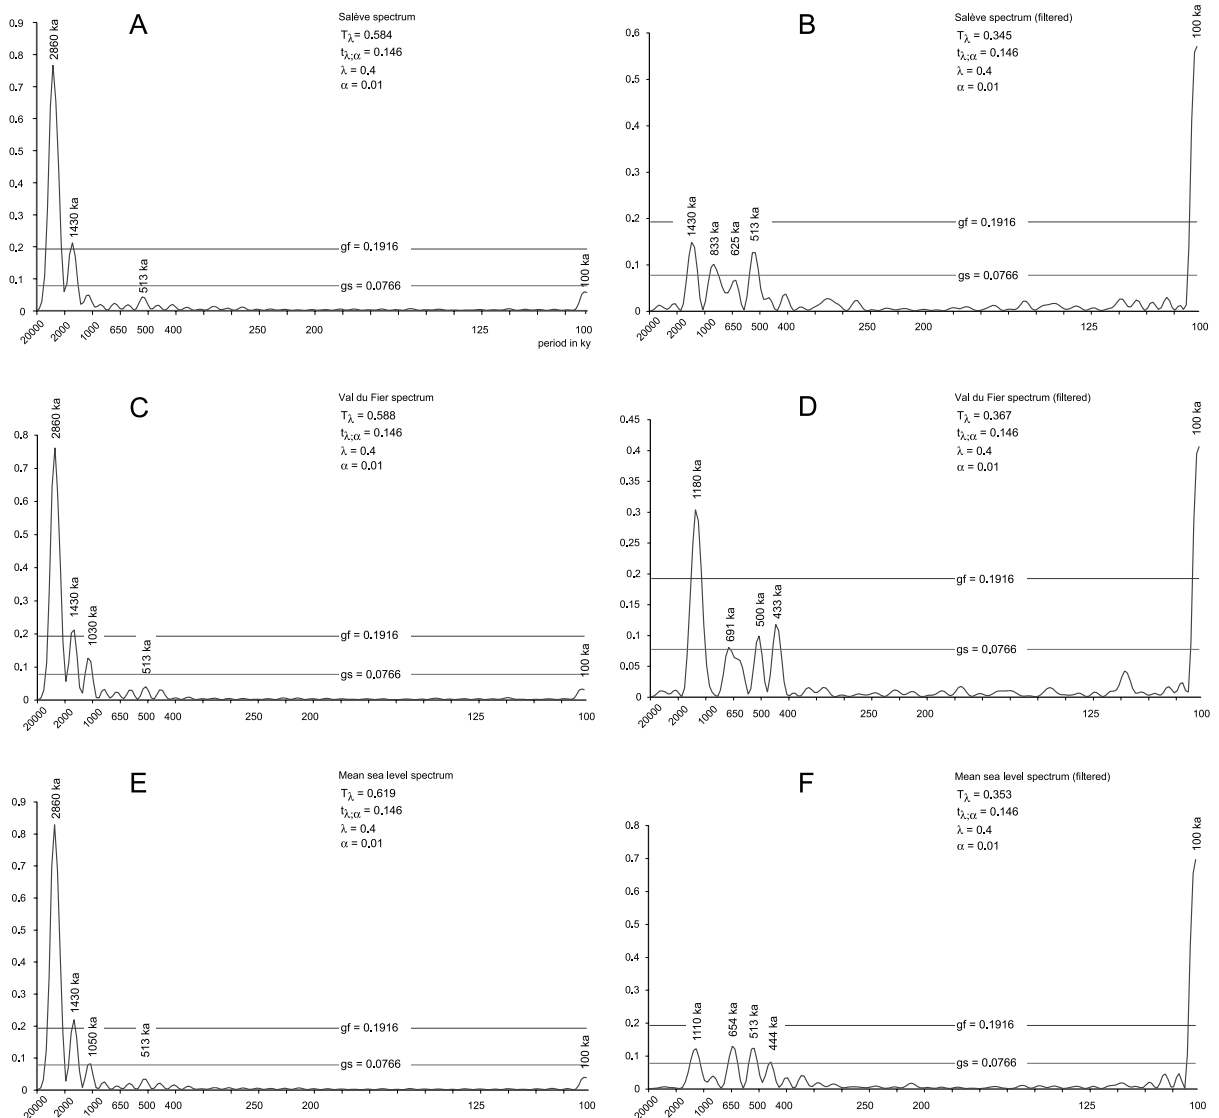 A
Salève spectrum
Tλ = 0.584
tλ;α = 0.146
λ = 0.4
α = 0.01
0.9
0.8
0.7
0.6
0.5
0.4
0.3
0.2
0.1
0
2860 ka
1430 ka
513 ka
100 ka
gf = 0.1916
gs = 0.0766
20000 2000 1000 650 500 400 250 200 125 100
period in ky
B
Salève spectrum (filtered)
Tλ = 0.345
tλ;α = 0.146
λ = 0.4
α = 0.01
0.6
0.5
0.4
0.3
0.2
0.1
0
1430 ka
833 ka
625 ka
513 ka
100 ka
gf = 0.1916
gs = 0.0766
20000 2000 1000 650 500 400 250 200 125 100
C
Val du Fier spectrum
Tλ = 0.588
tλ;α = 0.146
λ = 0.4
α = 0.01
0.8
0.7
0.6
0.5
0.4
0.3
0.2
0.1
0
2860 ka
1430 ka
1030 ka
513 ka
100 ka
gf = 0.1916
gs = 0.0766
20000 2000 1000 650 500 400 250 200 125 100
D
Val du Fier spectrum (filtered)
Tλ = 0.367
tλ;α = 0.146
λ = 0.4
α = 0.01
0.45
0.4
0.35
0.3
0.25
0.2
0.15
0.1
0.05
0
1180 ka
691 ka
500 ka
433 ka
100 ka
gf = 0.1916
gs = 0.0766
20000 2000 1000 650 500 400 250 200 125 100
E
Mean sea level spectrum
Tλ = 0.619
tλ;α = 0.146
λ = 0.4
α = 0.01
0.9
0.8
0.7
0.6
0.5
0.4
0.3
0.2
0.1
0
2860 ka
1430 ka
1050 ka
513 ka
100 ka
gf = 0.1916
gs = 0.0766
20000 2000 1000 650 500 400 250 200 125 100
F
Mean sea level spectrum (filtered)
Tλ = 0.353
tλ;α = 0.146
λ = 0.4
α = 0.01
0.8
0.7
0.6
0.5
0.4
0.3
0.2
0.1
0
1110 ka
654 ka
513 ka
444 ka
100 ka
gf = 0.1916
gs = 0.0766
20000 2000 1000 650 500 400 250 200 125 100